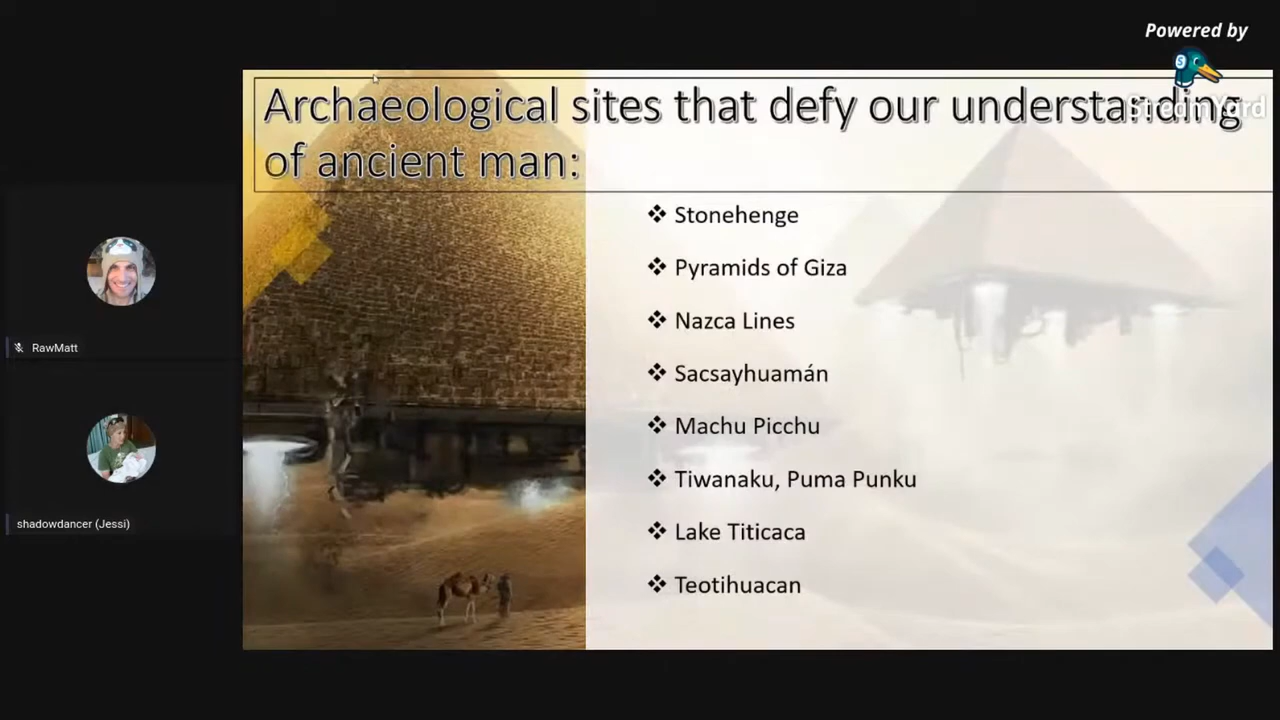 Powered by
StreamYard
Archaeological sites that defy our understanding
of ancient man:
❖ Stonehenge
❖ Pyramids of Giza
❖ Nazca Lines
❖ Sacsayhuamán
❖ Machu Picchu
❖ Tiwanaku, Puma Punku
❖ Lake Titicaca
❖ Teotihuacan
RawMatt
shadowdancer (Jessi)